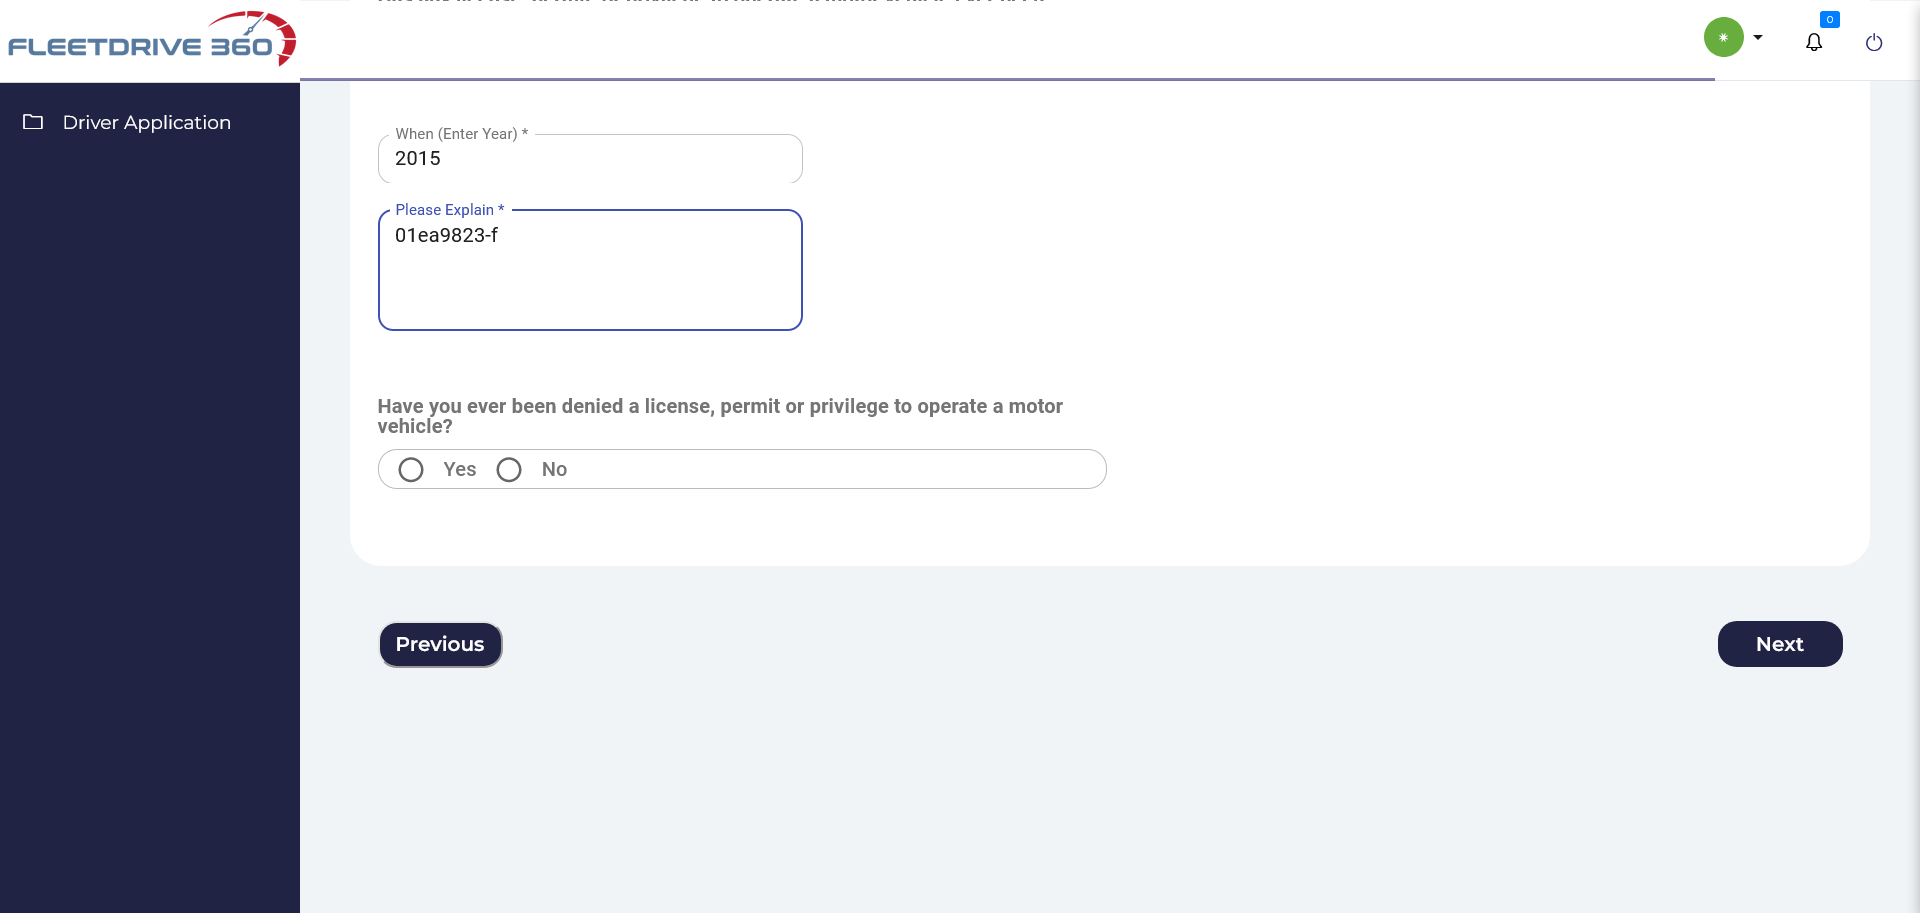 FLEETDRIVE 360
0
Driver Application
When (Enter Year) *
2015
Please Explain *
01ea9823-f
Have you ever been denied a license, permit or privilege to operate a motor
vehicle?
Yes No
Previous
Next